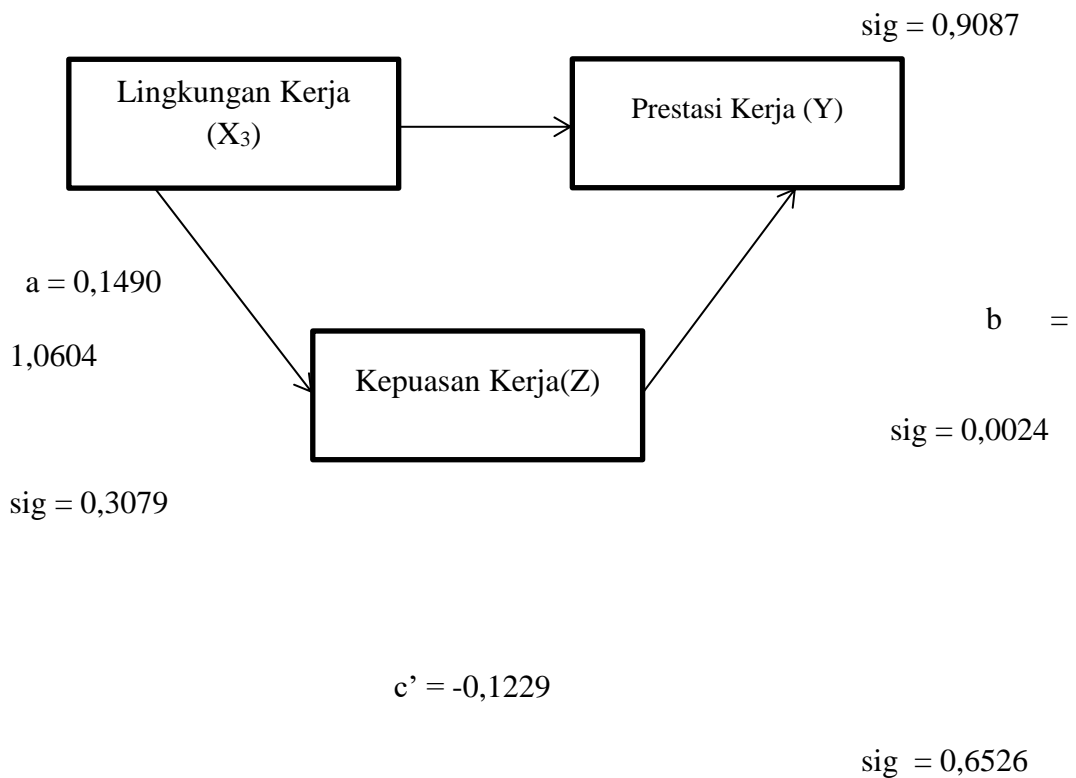 sig = 0,9087
Lingkungan Kerja
(X₃)
Prestasi Kerja (Y)
a = 0,1490
b =
1,0604
Kepuasan Kerja(Z)
sig = 0,0024
sig = 0,3079
c’ = -0,1229
sig = 0,6526